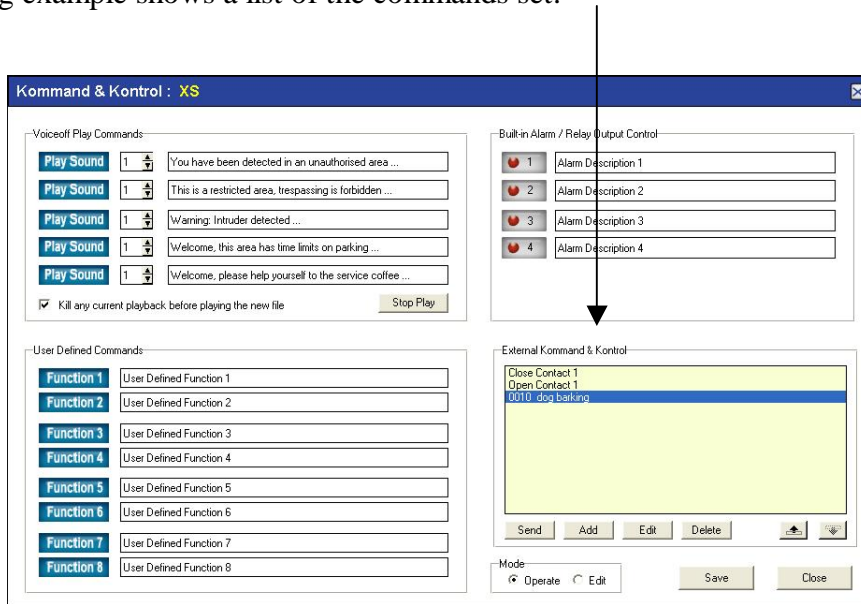 g example shows a list of the commands set:
Kommand & Kontrol : XS
Voiceoff Play Commands
Play Sound 1 You have been detected in an unauthorised area ...
Play Sound 1 This is a restricted area, trespassing is forbidden ...
Play Sound 1 Warning: Intruder detected ...
Play Sound 1 Welcome, this area has time limits on parking ...
Play Sound 1 Welcome, please help yourself to the service coffee ...
Kill any current playback before playing the new file Stop Play
Built-in Alarm / Relay Output Control
1 Alarm Description 1
2 Alarm Description 2
3 Alarm Description 3
4 Alarm Description 4
User Defined Commands
Function 1 User Defined Function 1
Function 2 User Defined Function 2
Function 3 User Defined Function 3
Function 4 User Defined Function 4
Function 5 User Defined Function 5
Function 6 User Defined Function 6
Function 7 User Defined Function 7
Function 8 User Defined Function 8
External Kommand & Kontrol
Close Contact 1
Open Contact 1
0010 dog barking
Send Add Edit Delete
Mode
Operate Edit Save Close